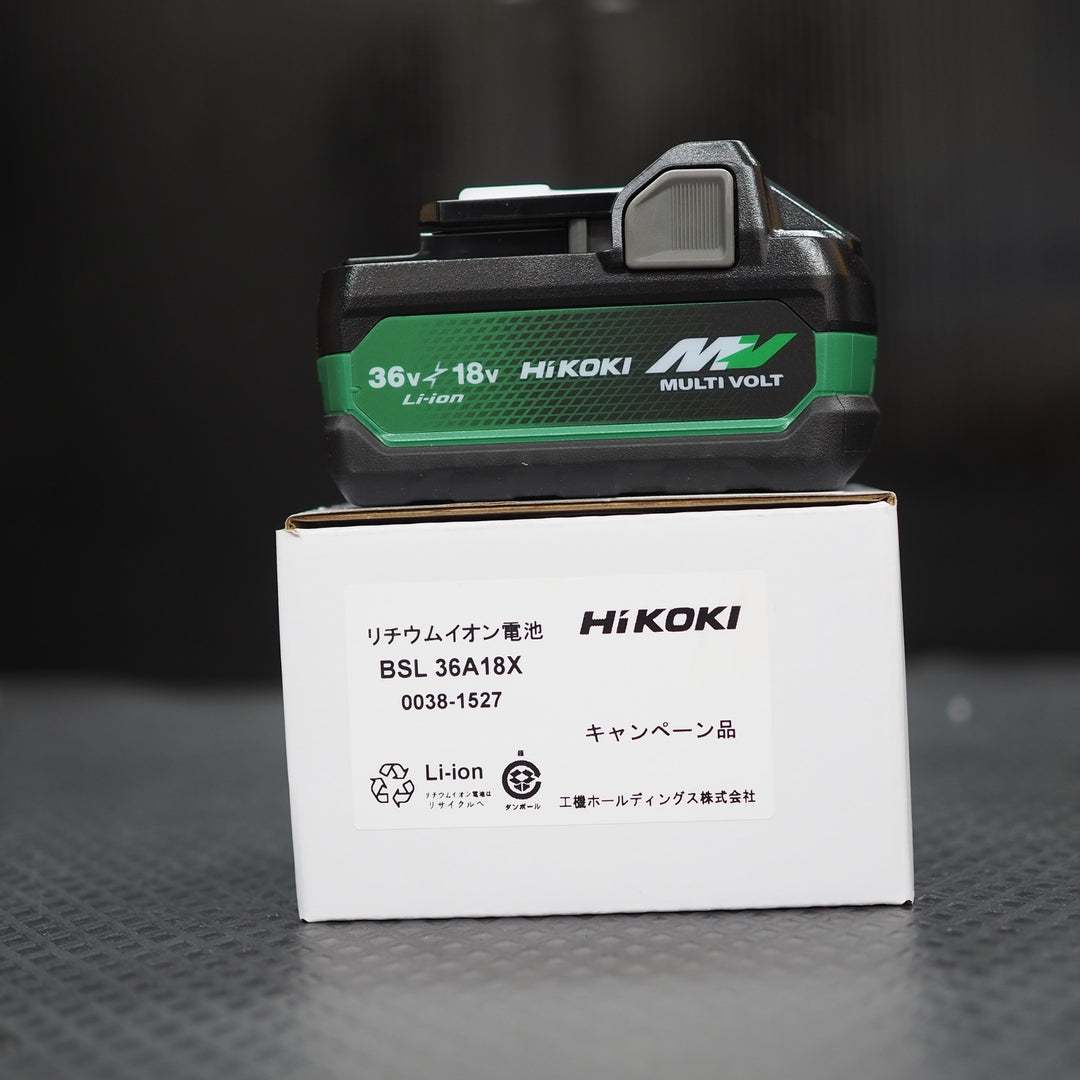 36V⚡18V HiKOKI MV
Li-ion MULTI VOLT
リチウムイオン電池 HiKOKI
BSL 36A18X
0038-1527
キャンペーン品
Li-ion
リチウムイオン電池は
リサイクルへ
ダンボール
工機ホールディングス株式会社